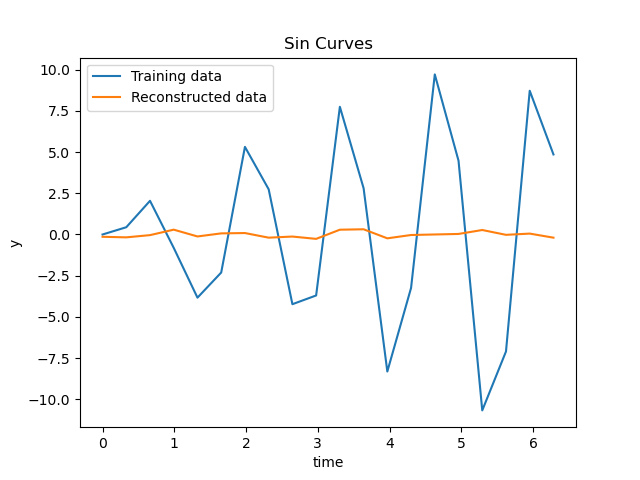 Sin Curves
Training data
Reconstructed data
10.0
7.5
5.0
2.5
0.0
−2.5
−5.0
−7.5
−10.0
y
0 1 2 3 4 5 6
time